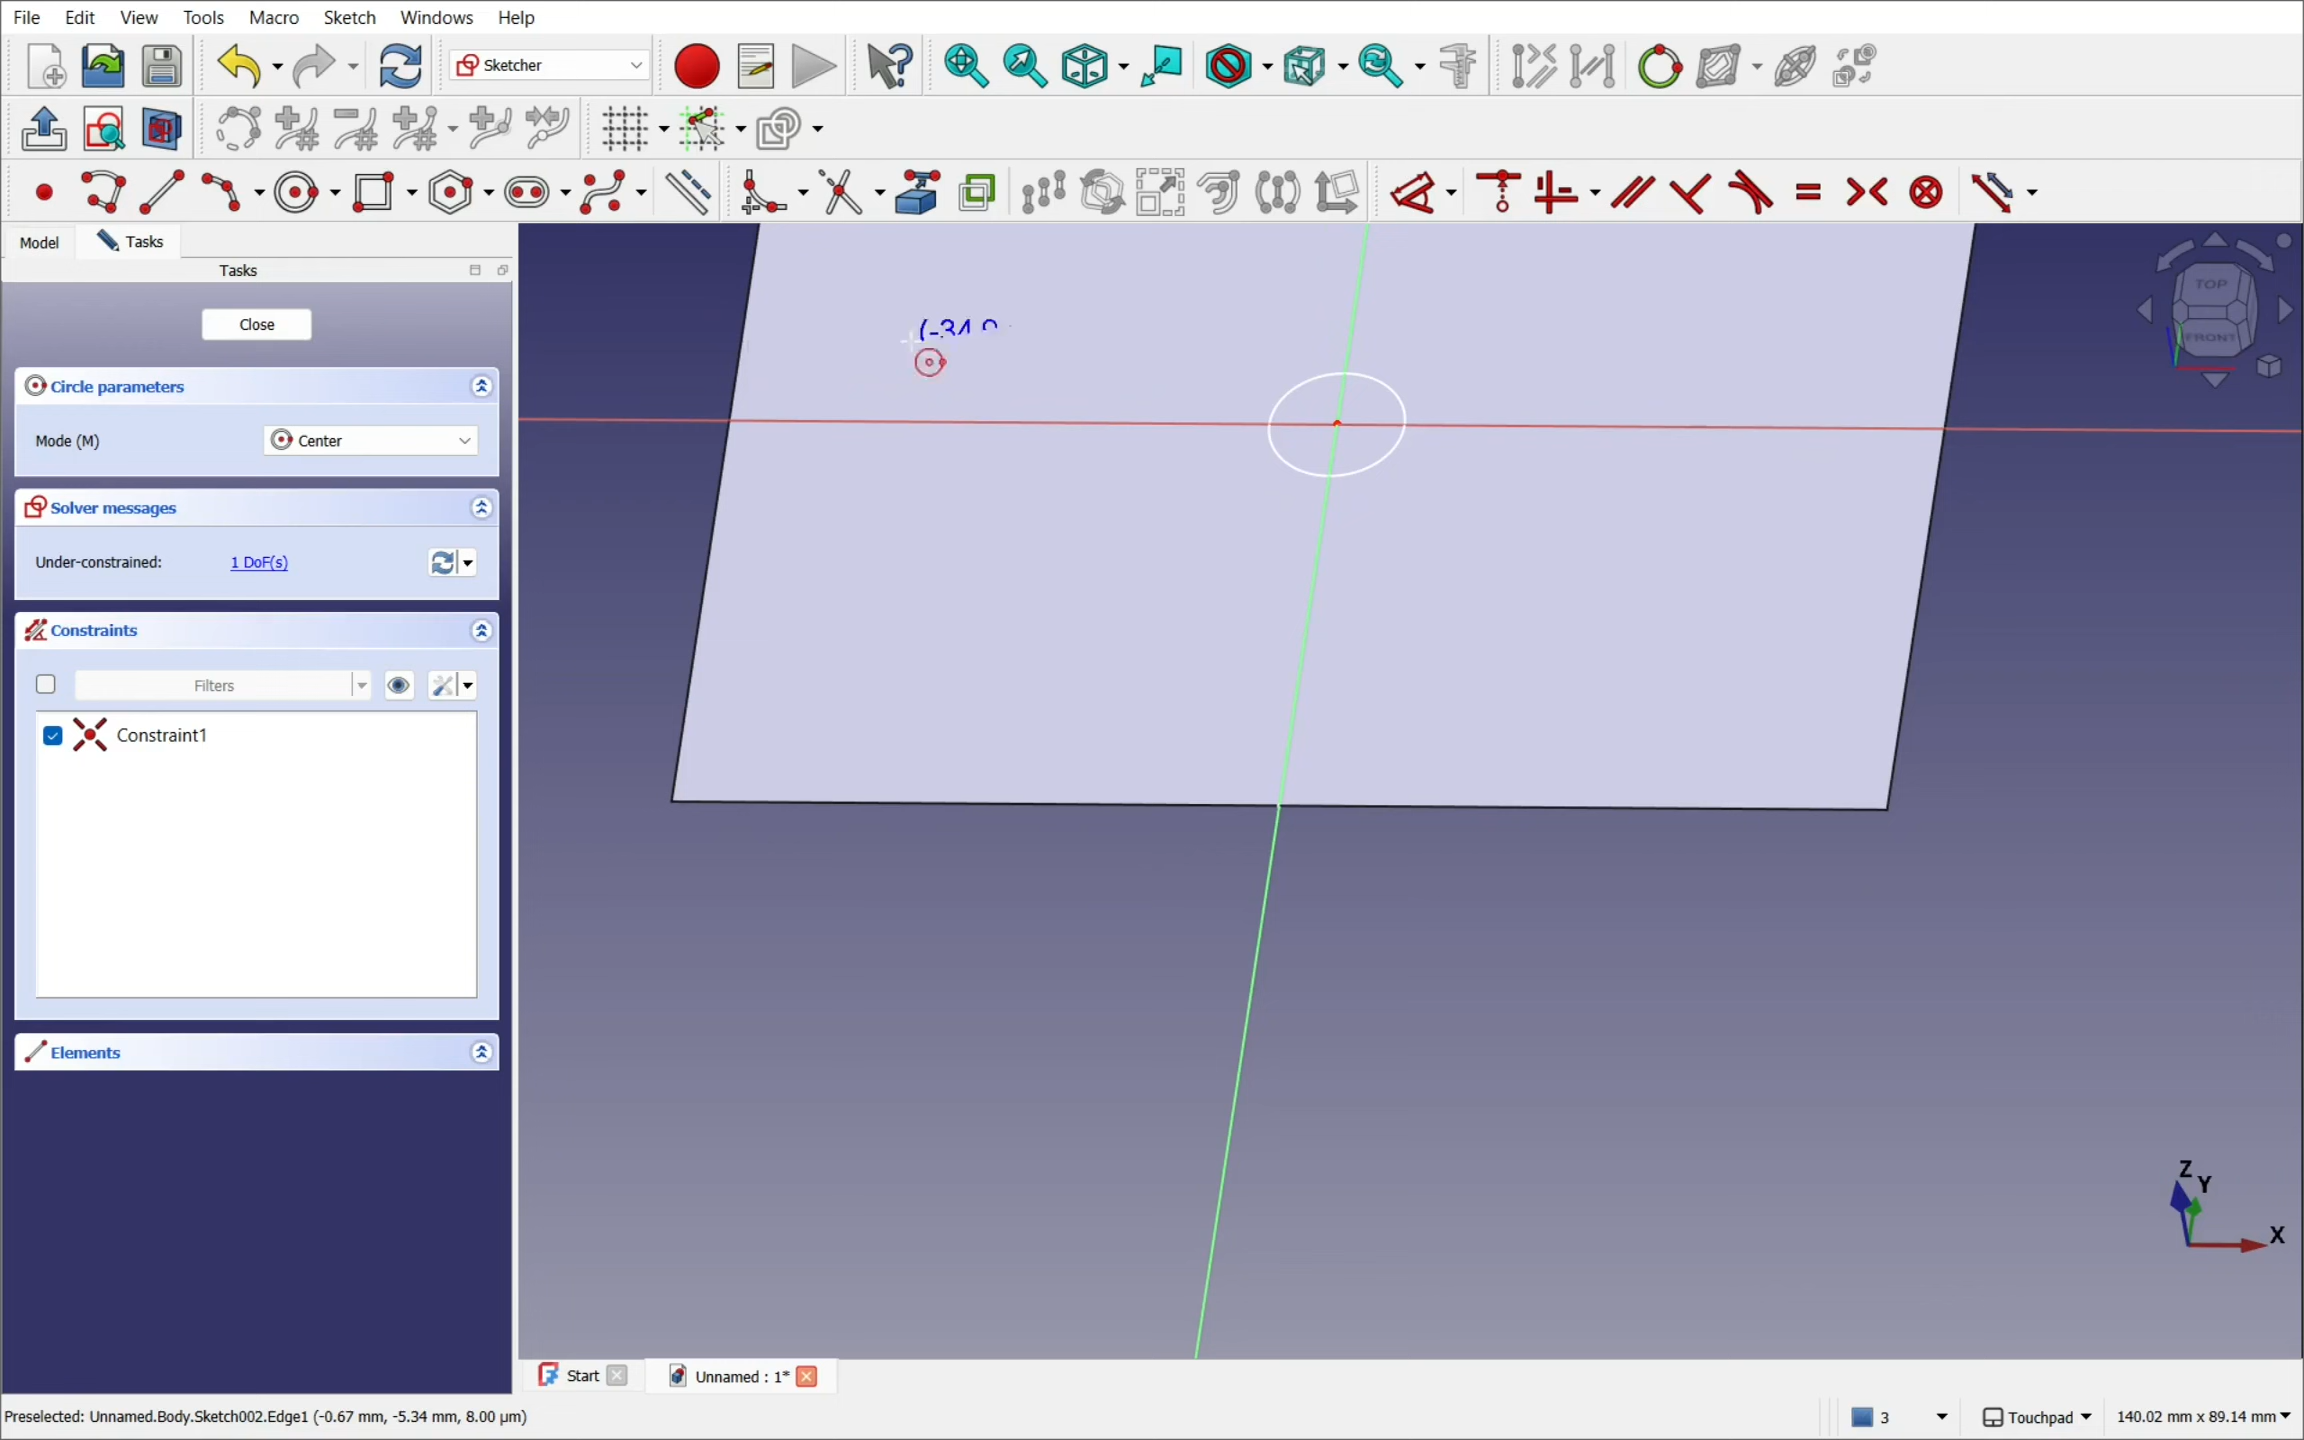 File Edit View Tools Macro Sketch Windows Help
Sketcher
Model Tasks
Tasks
Close
Circle parameters
Mode (M) Center
Solver messages
Under-constrained: 1 DoF(s)
Constraints
Filters
Constraint1
Elements
(-34.0
TOP
FRONT
Z
Y
X
Start Unnamed : 1*
Preselected: Unnamed.Body.Sketch002.Edge1 (-0.67 mm, -5.34 mm, 8.00 µm) 3 Touchpad 140.02 mm x 89.14 mm